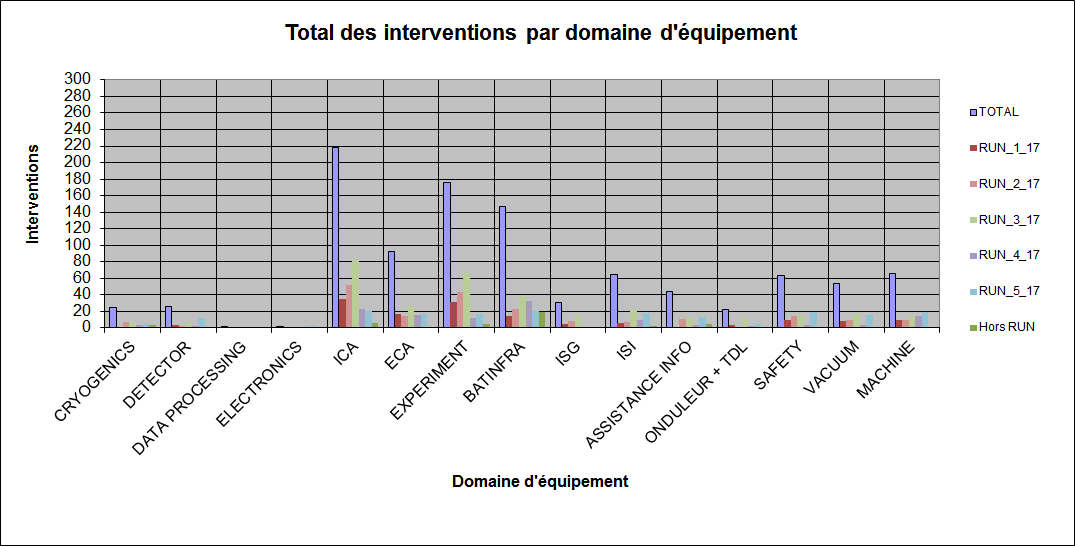 Total des interventions par domaine d'équipement
Interventions
300
280
260
240
220
200
180
160
140
120
100
80
60
40
20
0
CRYOGENICS
DETECTOR
DATA PROCESSING
ELECTRONICS
ICA
ECA
EXPERIMENT
BATINFRA
ISG
ISI
ASSISTANCE INFO
ONDULEUR + TDL
SAFETY
VACUUM
MACHINE
Domaine d'équipement
TOTAL
RUN_1_17
RUN_2_17
RUN_3_17
RUN_4_17
RUN_5_17
Hors RUN